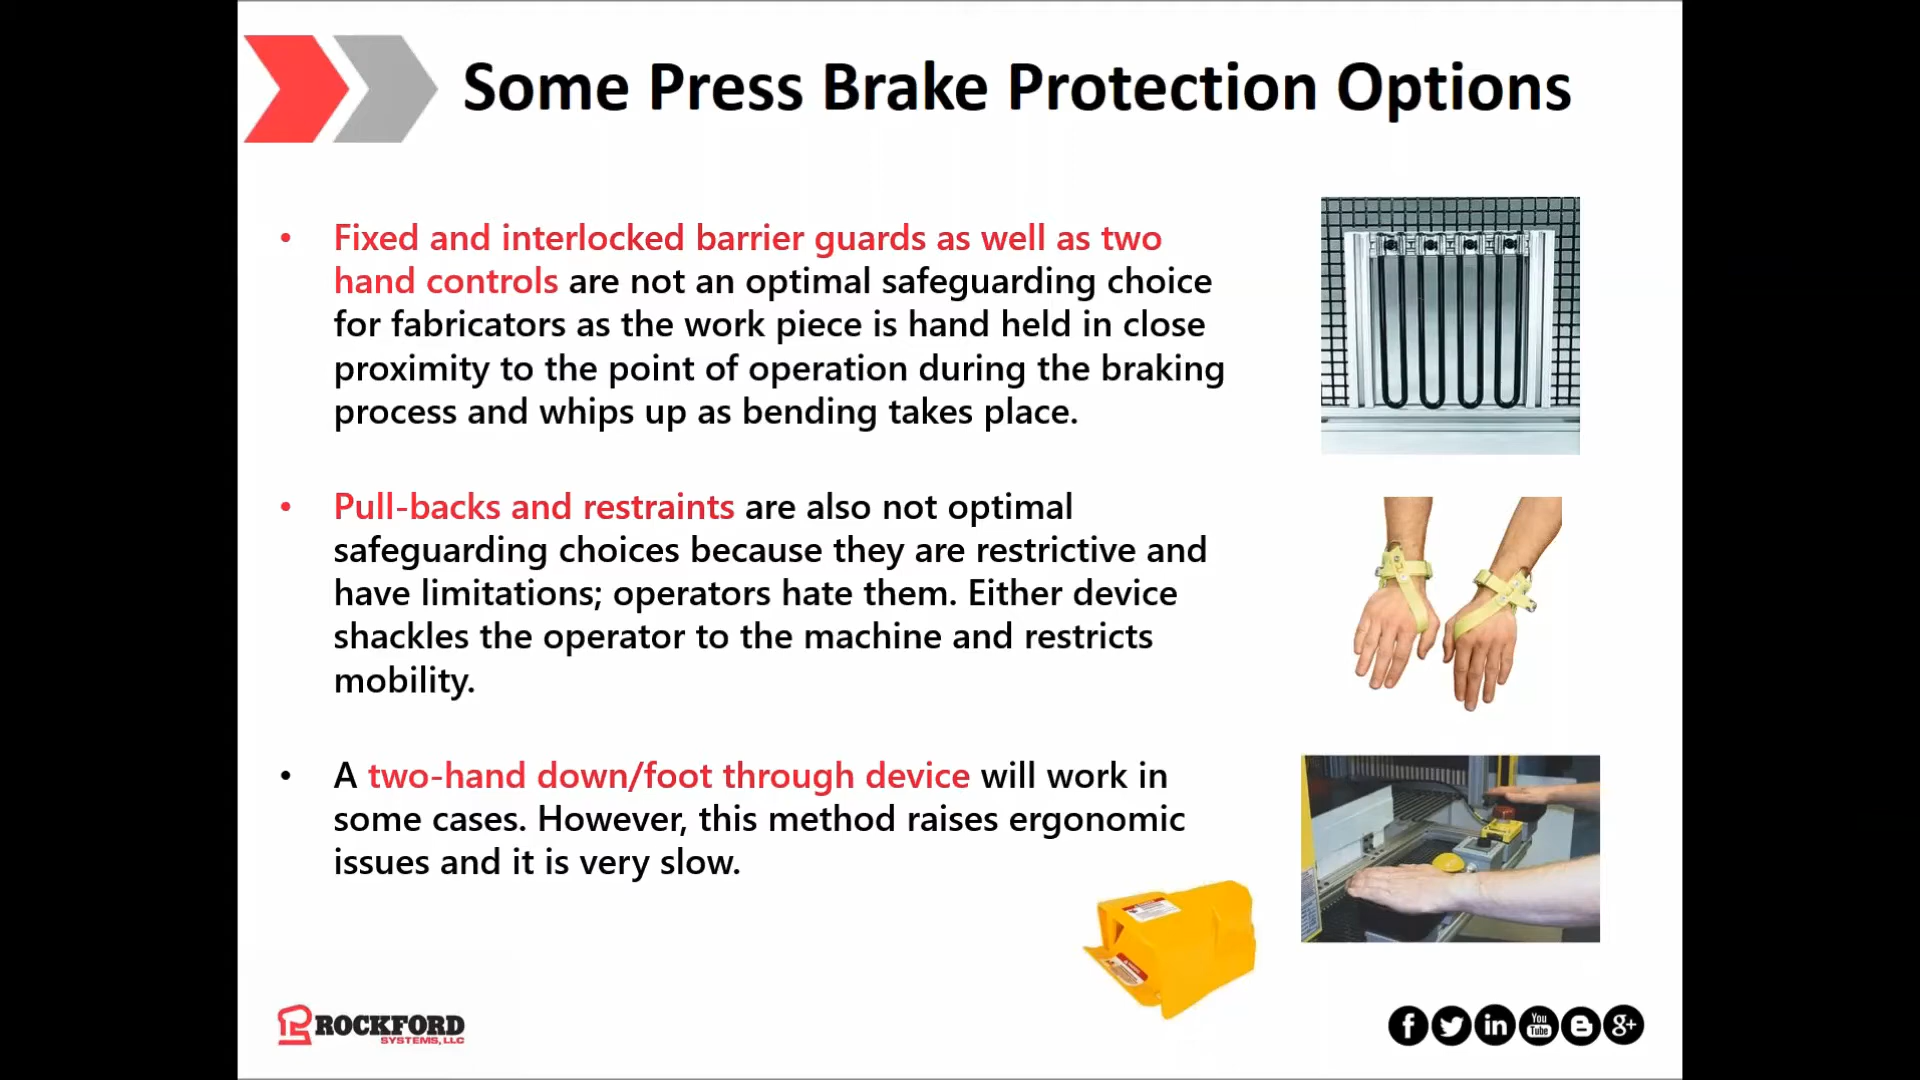 Some Press Brake Protection Options
• Fixed and interlocked barrier guards as well as two
hand controls are not an optimal safeguarding choice
for fabricators as the work piece is hand held in close
proximity to the point of operation during the braking
process and whips up as bending takes place.
• Pull-backs and restraints are also not optimal
safeguarding choices because they are restrictive and
have limitations; operators hate them. Either device
shackles the operator to the machine and restricts
mobility.
• A two-hand down/foot through device will work in
some cases. However, this method raises ergonomic
issues and it is very slow.
ROCKFORD
SYSTEMS, LLC
You
Tube
g+